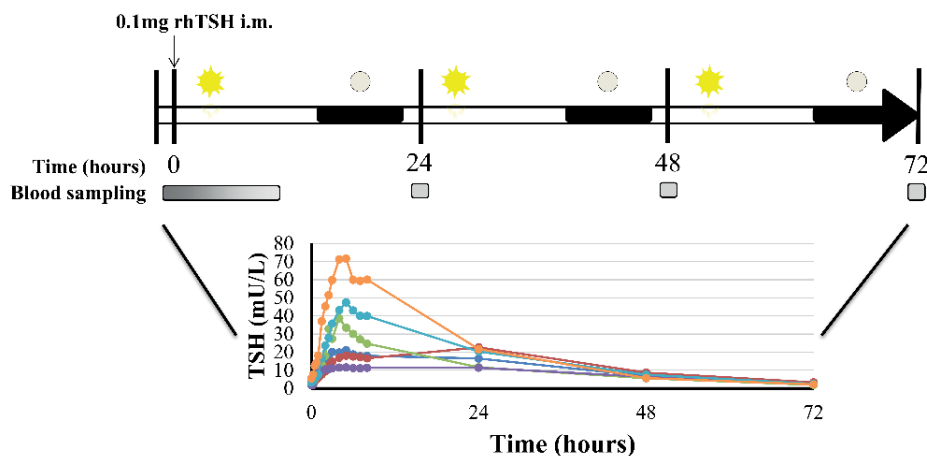 0.1mg rhTSH i.m.
Time (hours) 0 24 48 72
Blood sampling
TSH (mU/L)
80
70
60
50
40
30
20
10
0
0 24 48 72
Time (hours)